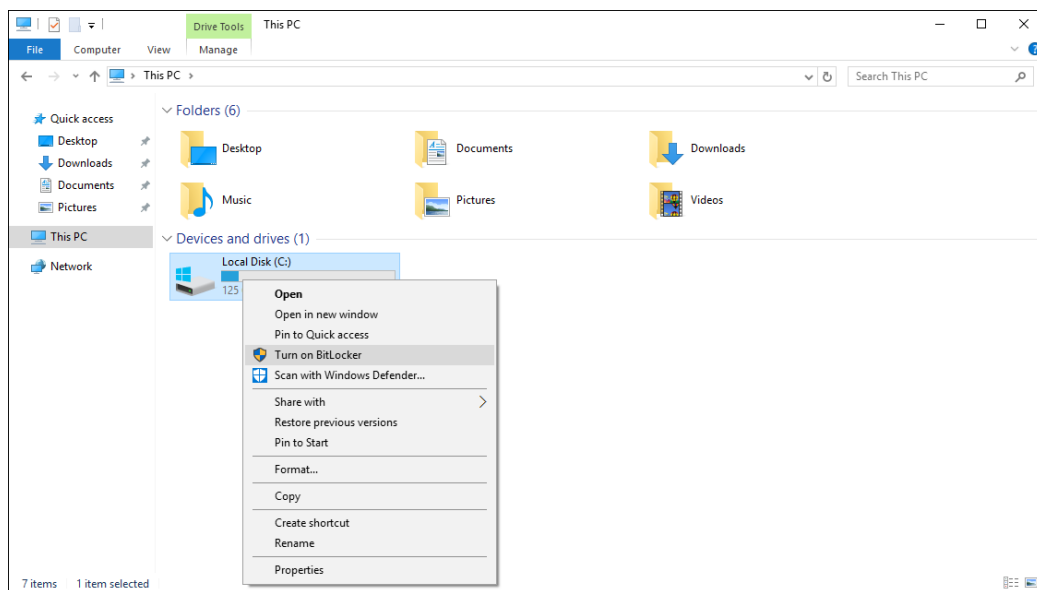 Drive Tools This PC
File Computer View Manage
This PC Search This PC
Quick access
Desktop
Downloads
Documents
Pictures
This PC
Network
Folders (6)
Desktop Documents Downloads
Music Pictures Videos
Devices and drives (1)
Local Disk (C:)
125
Open
Open in new window
Pin to Quick access
Turn on BitLocker
Scan with Windows Defender...
Share with
Restore previous versions
Pin to Start
Format...
Copy
Create shortcut
Rename
Properties
7 items 1 item selected